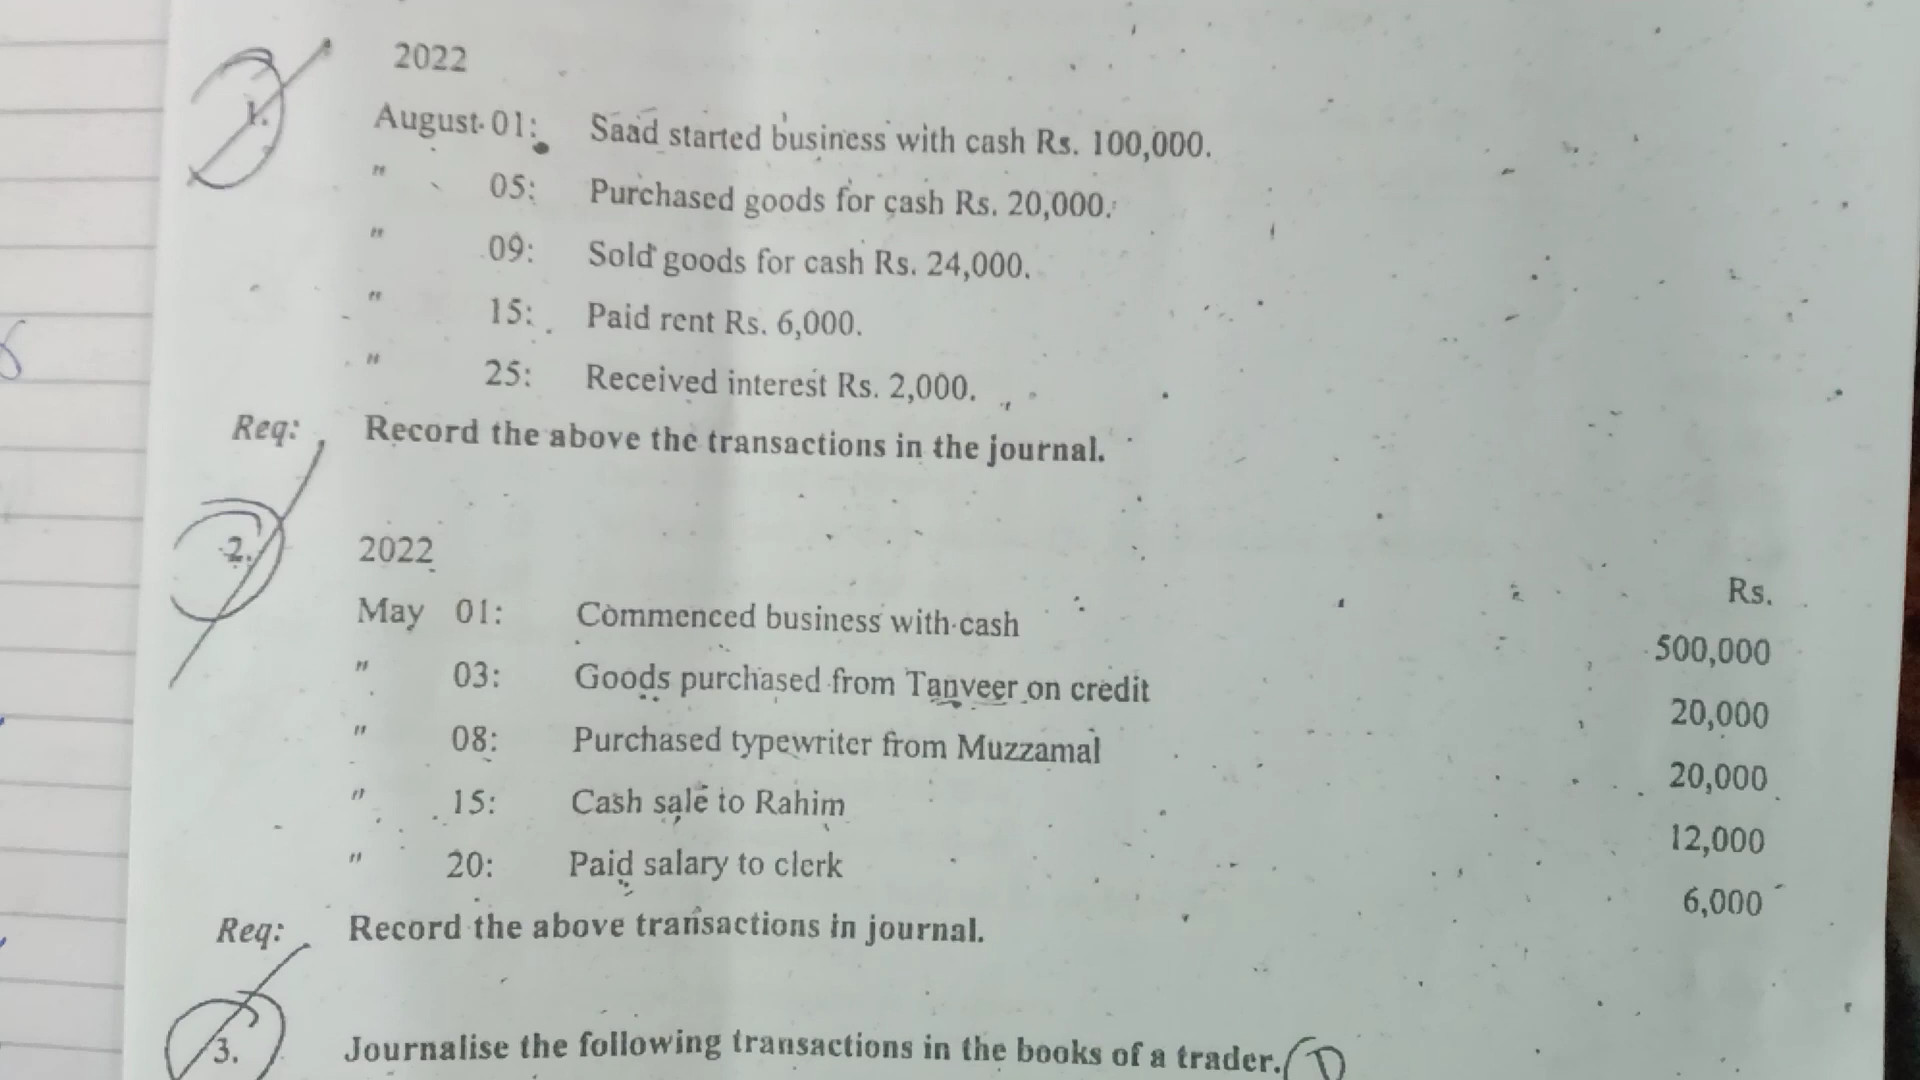 1. 2022
August 01: Saad started business with cash Rs. 100,000.
" 05: Purchased goods for cash Rs. 20,000.
" 09: Sold goods for cash Rs. 24,000.
" 15: Paid rent Rs. 6,000.
" 25: Received interest Rs. 2,000.
Req: Record the above the transactions in the journal.
2. 2022 Rs.
May 01: Commenced business with cash 500,000
" 03: Goods purchased from Tanveer on credit 20,000
" 08: Purchased typewriter from Muzzamal 20,000
" 15: Cash sale to Rahim 12,000
" 20: Paid salary to clerk 6,000
Req: Record the above transactions in journal.
3. Journalise the following transactions in the books of a trader.